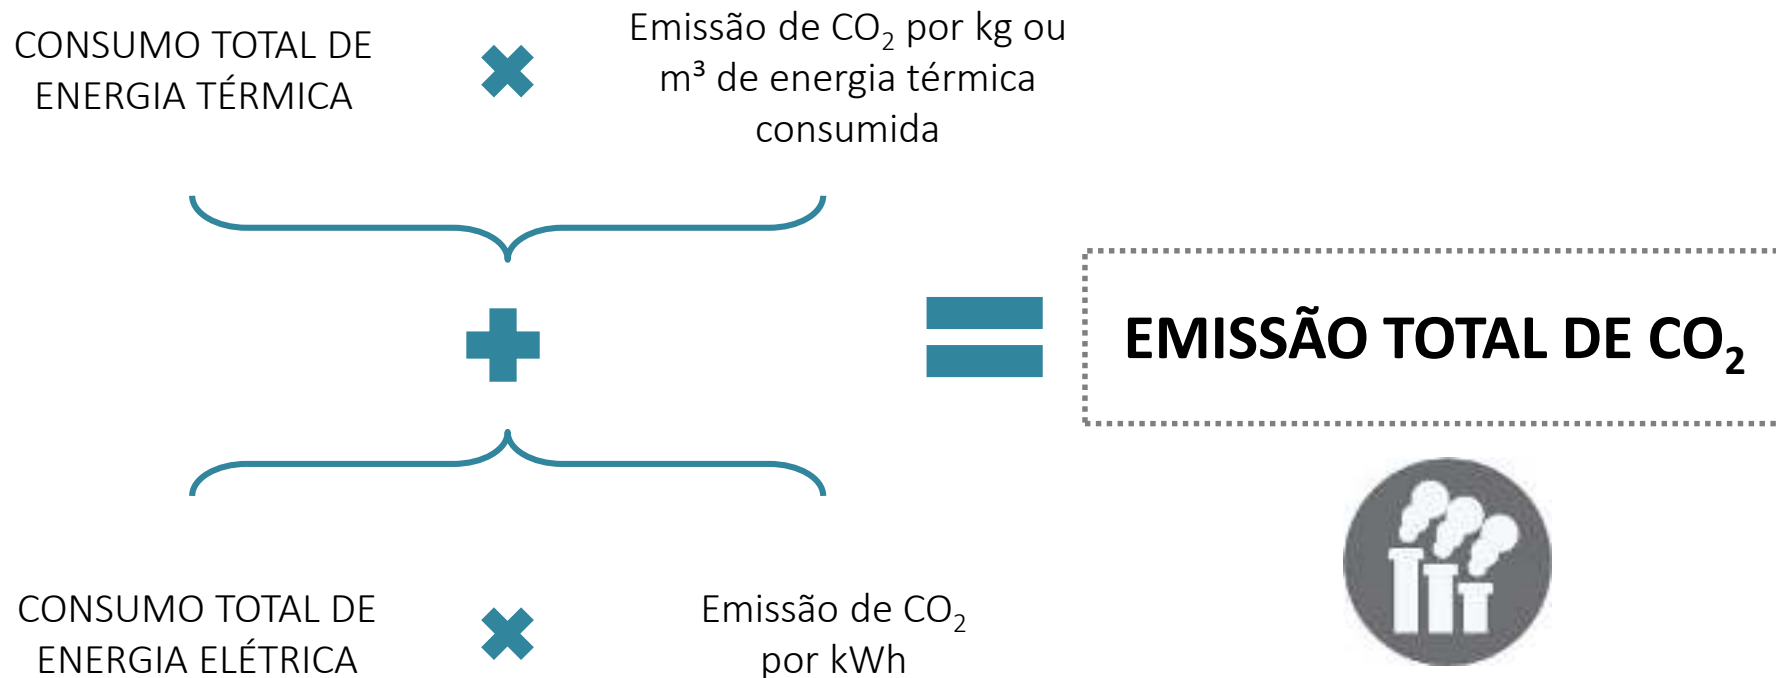 CONSUMO TOTAL DE
ENERGIA TÉRMICA
Emissão de CO₂ por kg ou
m³ de energia térmica
consumida
EMISSÃO TOTAL DE CO₂
CONSUMO TOTAL DE
ENERGIA ELÉTRICA
Emissão de CO₂
por kWh